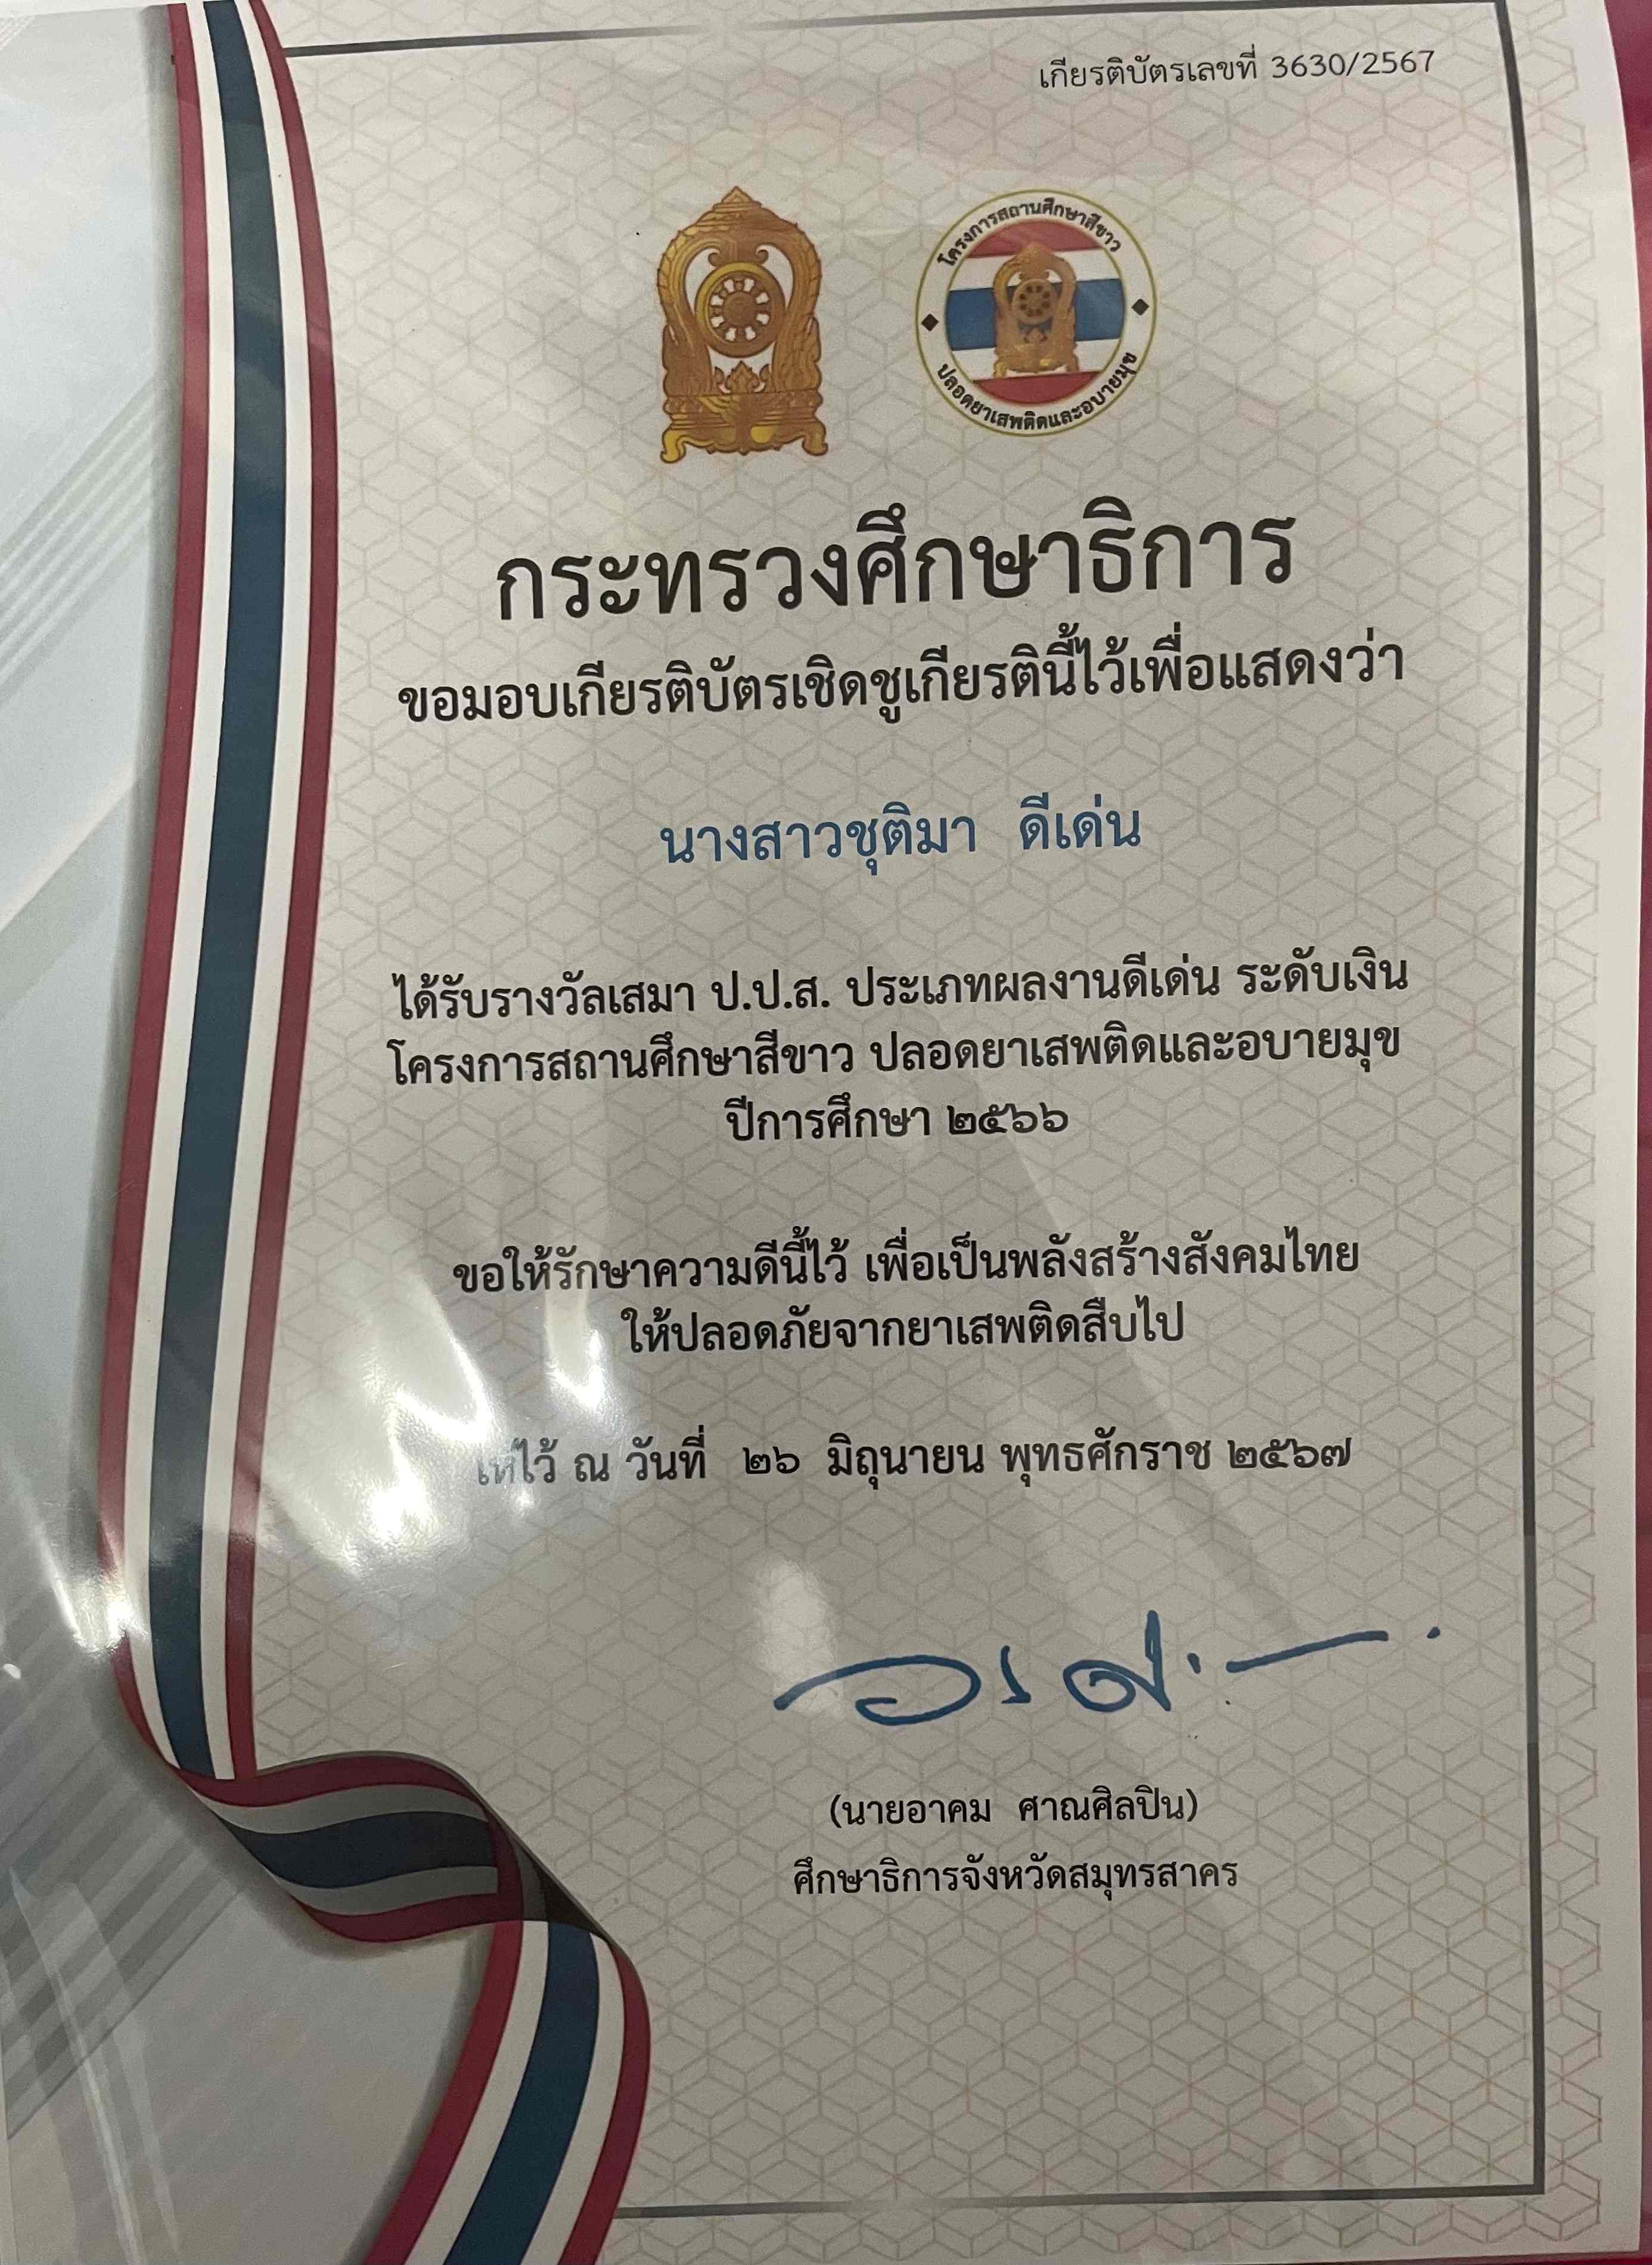 เกียรติบัตรเลขที่ 3630/2567
โครงการสถานศึกษาสีขาว
ปลอดยาเสพติดและอบายมุข
กระทรวงศึกษาธิการ
ขอมอบเกียรติบัตรเชิดชูเกียรตินี้ไว้เพื่อแสดงว่า
นางสาวชุติมา ดีเด่น
ได้รับรางวัลเสมา ป.ป.ส. ประเภทผลงานดีเด่น ระดับเงิน
โครงการสถานศึกษาสีขาว ปลอดยาเสพติดและอบายมุข
ปีการศึกษา ๒๕๖๖
ขอให้รักษาความดีนี้ไว้ เพื่อเป็นพลังสร้างสังคมไทย
ให้ปลอดภัยจากยาเสพติดสืบไป
ให้ไว้ ณ วันที่ ๒๖ มิถุนายน พุทธศักราช ๒๕๖๗
(นายอาคม ศาณศิลปิน)
ศึกษาธิการจังหวัดสมุทรสาคร